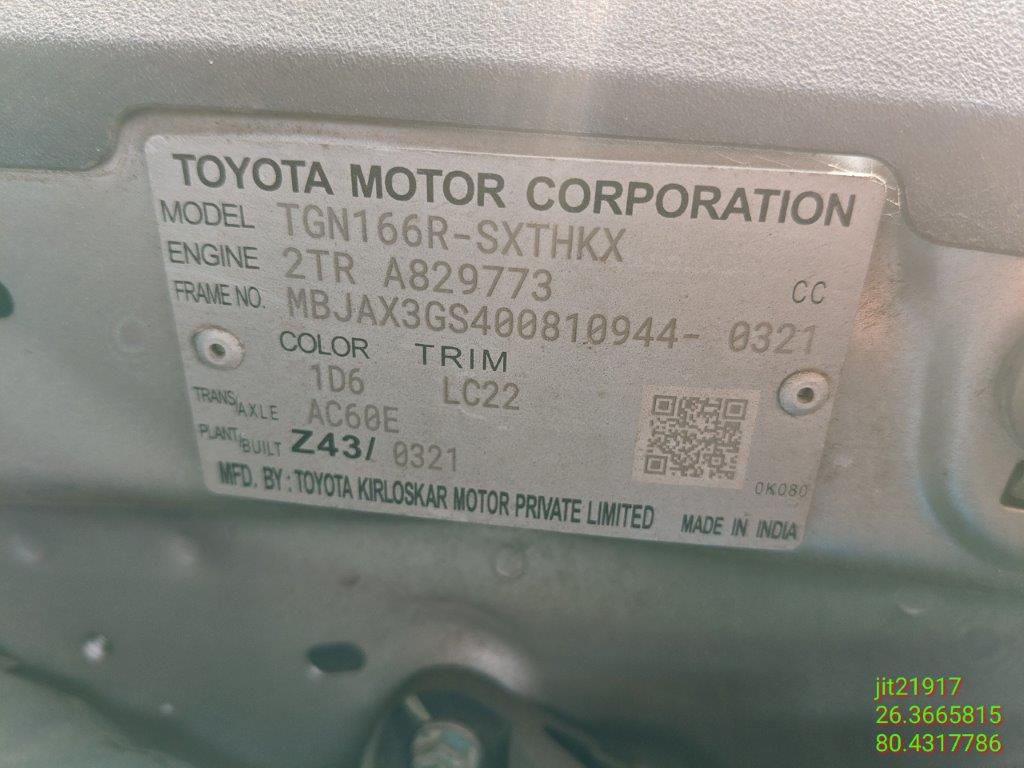 TOYOTA MOTOR CORPORATION
MODEL TGN166R-SXTHKX
ENGINE 2TR A829773 CC
FRAME NO. MBJAX3GS400810944- 0321
COLOR TRIM
1D6 LC22
TRANS/AXLE AC60E
PLANT/BUILT Z43/ 0321
0K080
MFD. BY : TOYOTA KIRLOSKAR MOTOR PRIVATE LIMITED MADE IN INDIA
jit21917
26.3665815
80.4317786